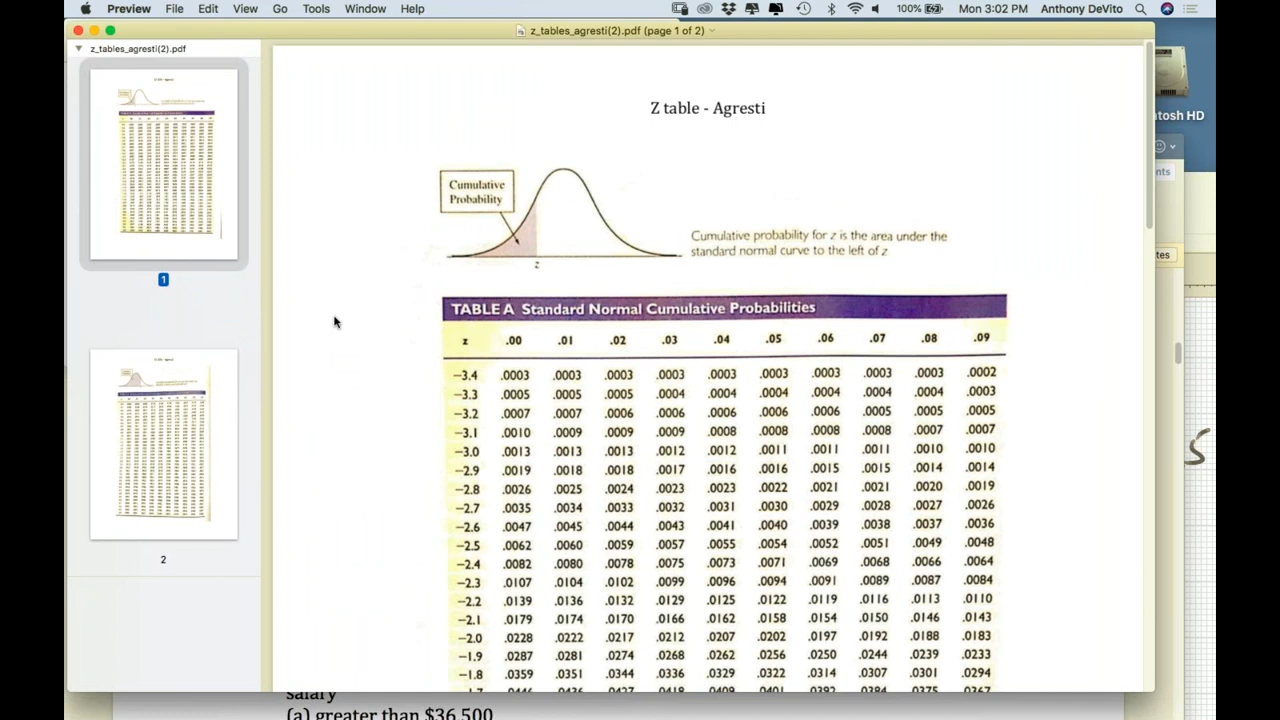 Preview File Edit View Go Tools Window Help 100% Mon 3:02 PM Anthony DeVito
z_tables_agresti(2).pdf (page 1 of 2)
z_tables_agresti(2).pdf
1
2
Z table - Agresti
Cumulative
Probability
z
Cumulative probability for z is the area under the
standard normal curve to the left of z
TABLE A Standard Normal Cumulative Probabilities
z .00 .01 .02 .03 .04 .05 .06 .07 .08 .09
−3.4 .0003 .0003 .0003 .0003 .0003 .0003 .0003 .0003 .0003 .0002
−3.3 .0005 .0005 .0005 .0004 .0004 .0004 .0004 .0004 .0004 .0003
−3.2 .0007 .0007 .0006 .0006 .0006 .0006 .0006 .0005 .0005 .0005
−3.1 .0010 .0009 .0009 .0009 .0008 .0008 .0008 .0008 .0007 .0007
−3.0 .0013 .0013 .0013 .0012 .0012 .0011 .0011 .0011 .0010 .0010
−2.9 .0019 .0018 .0018 .0017 .0016 .0016 .0015 .0015 .0014 .0014
−2.8 .0026 .0025 .0024 .0023 .0023 .0022 .0021 .0021 .0020 .0019
−2.7 .0035 .0034 .0033 .0032 .0031 .0030 .0029 .0028 .0027 .0026
−2.6 .0047 .0045 .0044 .0043 .0041 .0040 .0039 .0038 .0037 .0036
−2.5 .0062 .0060 .0059 .0057 .0055 .0054 .0052 .0051 .0049 .0048
−2.4 .0082 .0080 .0078 .0075 .0073 .0071 .0069 .0068 .0066 .0064
−2.3 .0107 .0104 .0102 .0099 .0096 .0094 .0091 .0089 .0087 .0084
−2.2 .0139 .0136 .0132 .0129 .0125 .0122 .0119 .0116 .0113 .0110
−2.1 .0179 .0174 .0170 .0166 .0162 .0158 .0154 .0150 .0146 .0143
−2.0 .0228 .0222 .0217 .0212 .0207 .0202 .0197 .0192 .0188 .0183
−1.9 .0287 .0281 .0274 .0268 .0262 .0256 .0250 .0244 .0239 .0233
−1.8 .0359 .0351 .0344 .0336 .0329 .0322 .0314 .0307 .0301 .0294
tosh HD
nts
tes
S
salary
(a) greater than $36,500